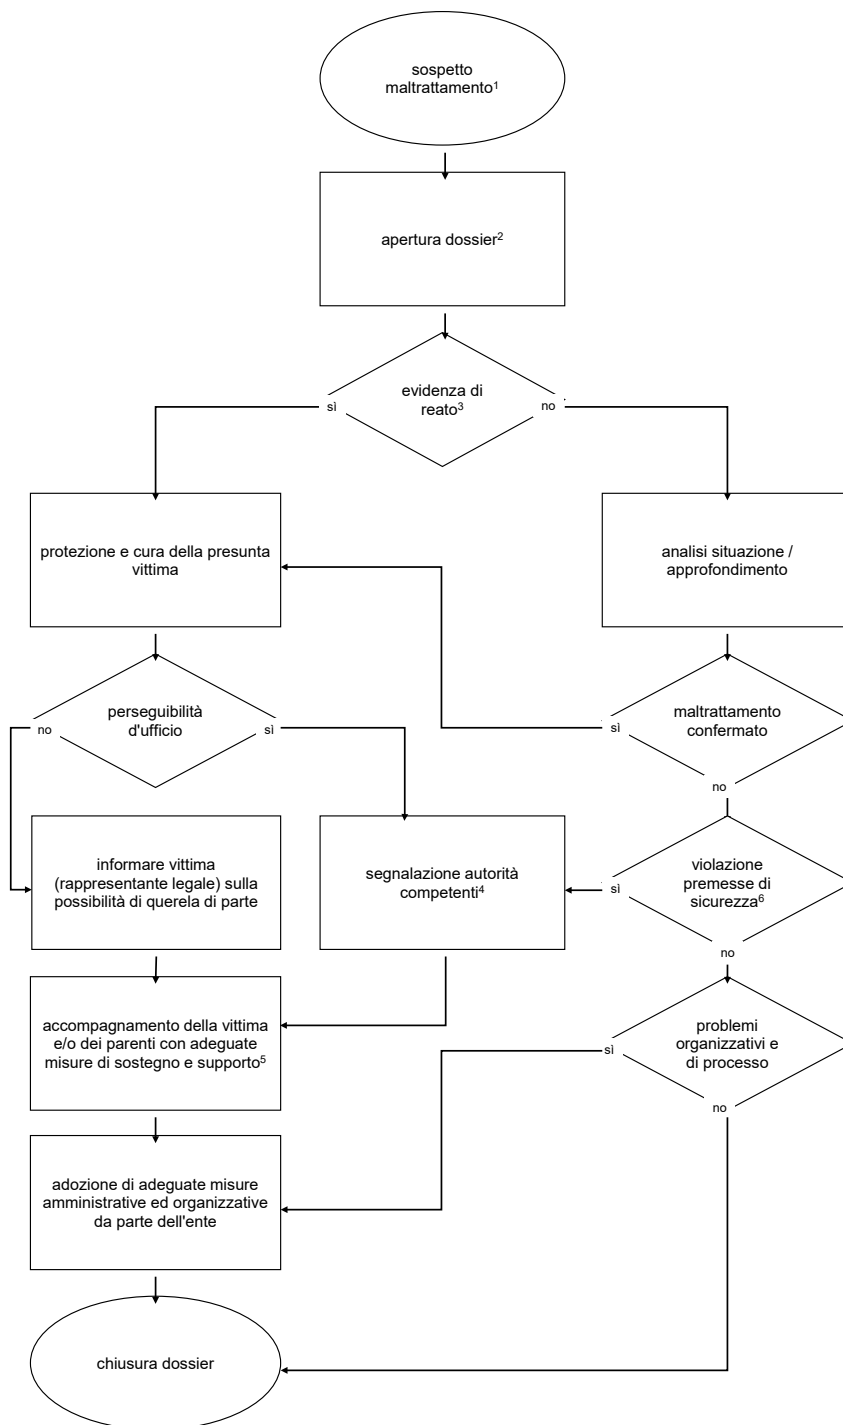 sospetto
maltrattamento¹
apertura dossier²
evidenza di
reato³
sì
no
protezione e cura della presunta
vittima
analisi situazione /
approfondimento
perseguibilità
d'ufficio
no
sì
maltrattamento
confermato
sì
no
informare vittima
(rappresentante legale) sulla
possibilità di querela di parte
segnalazione autorità
competenti⁴
violazione
premesse di
sicurezza⁶
sì
no
accompagnamento della vittima
e/o dei parenti con adeguate
misure di sostegno e supporto⁵
problemi
organizzativi e
di processo
sì
no
adozione di adeguate misure
amministrative ed organizzative
da parte dell'ente
chiusura dossier